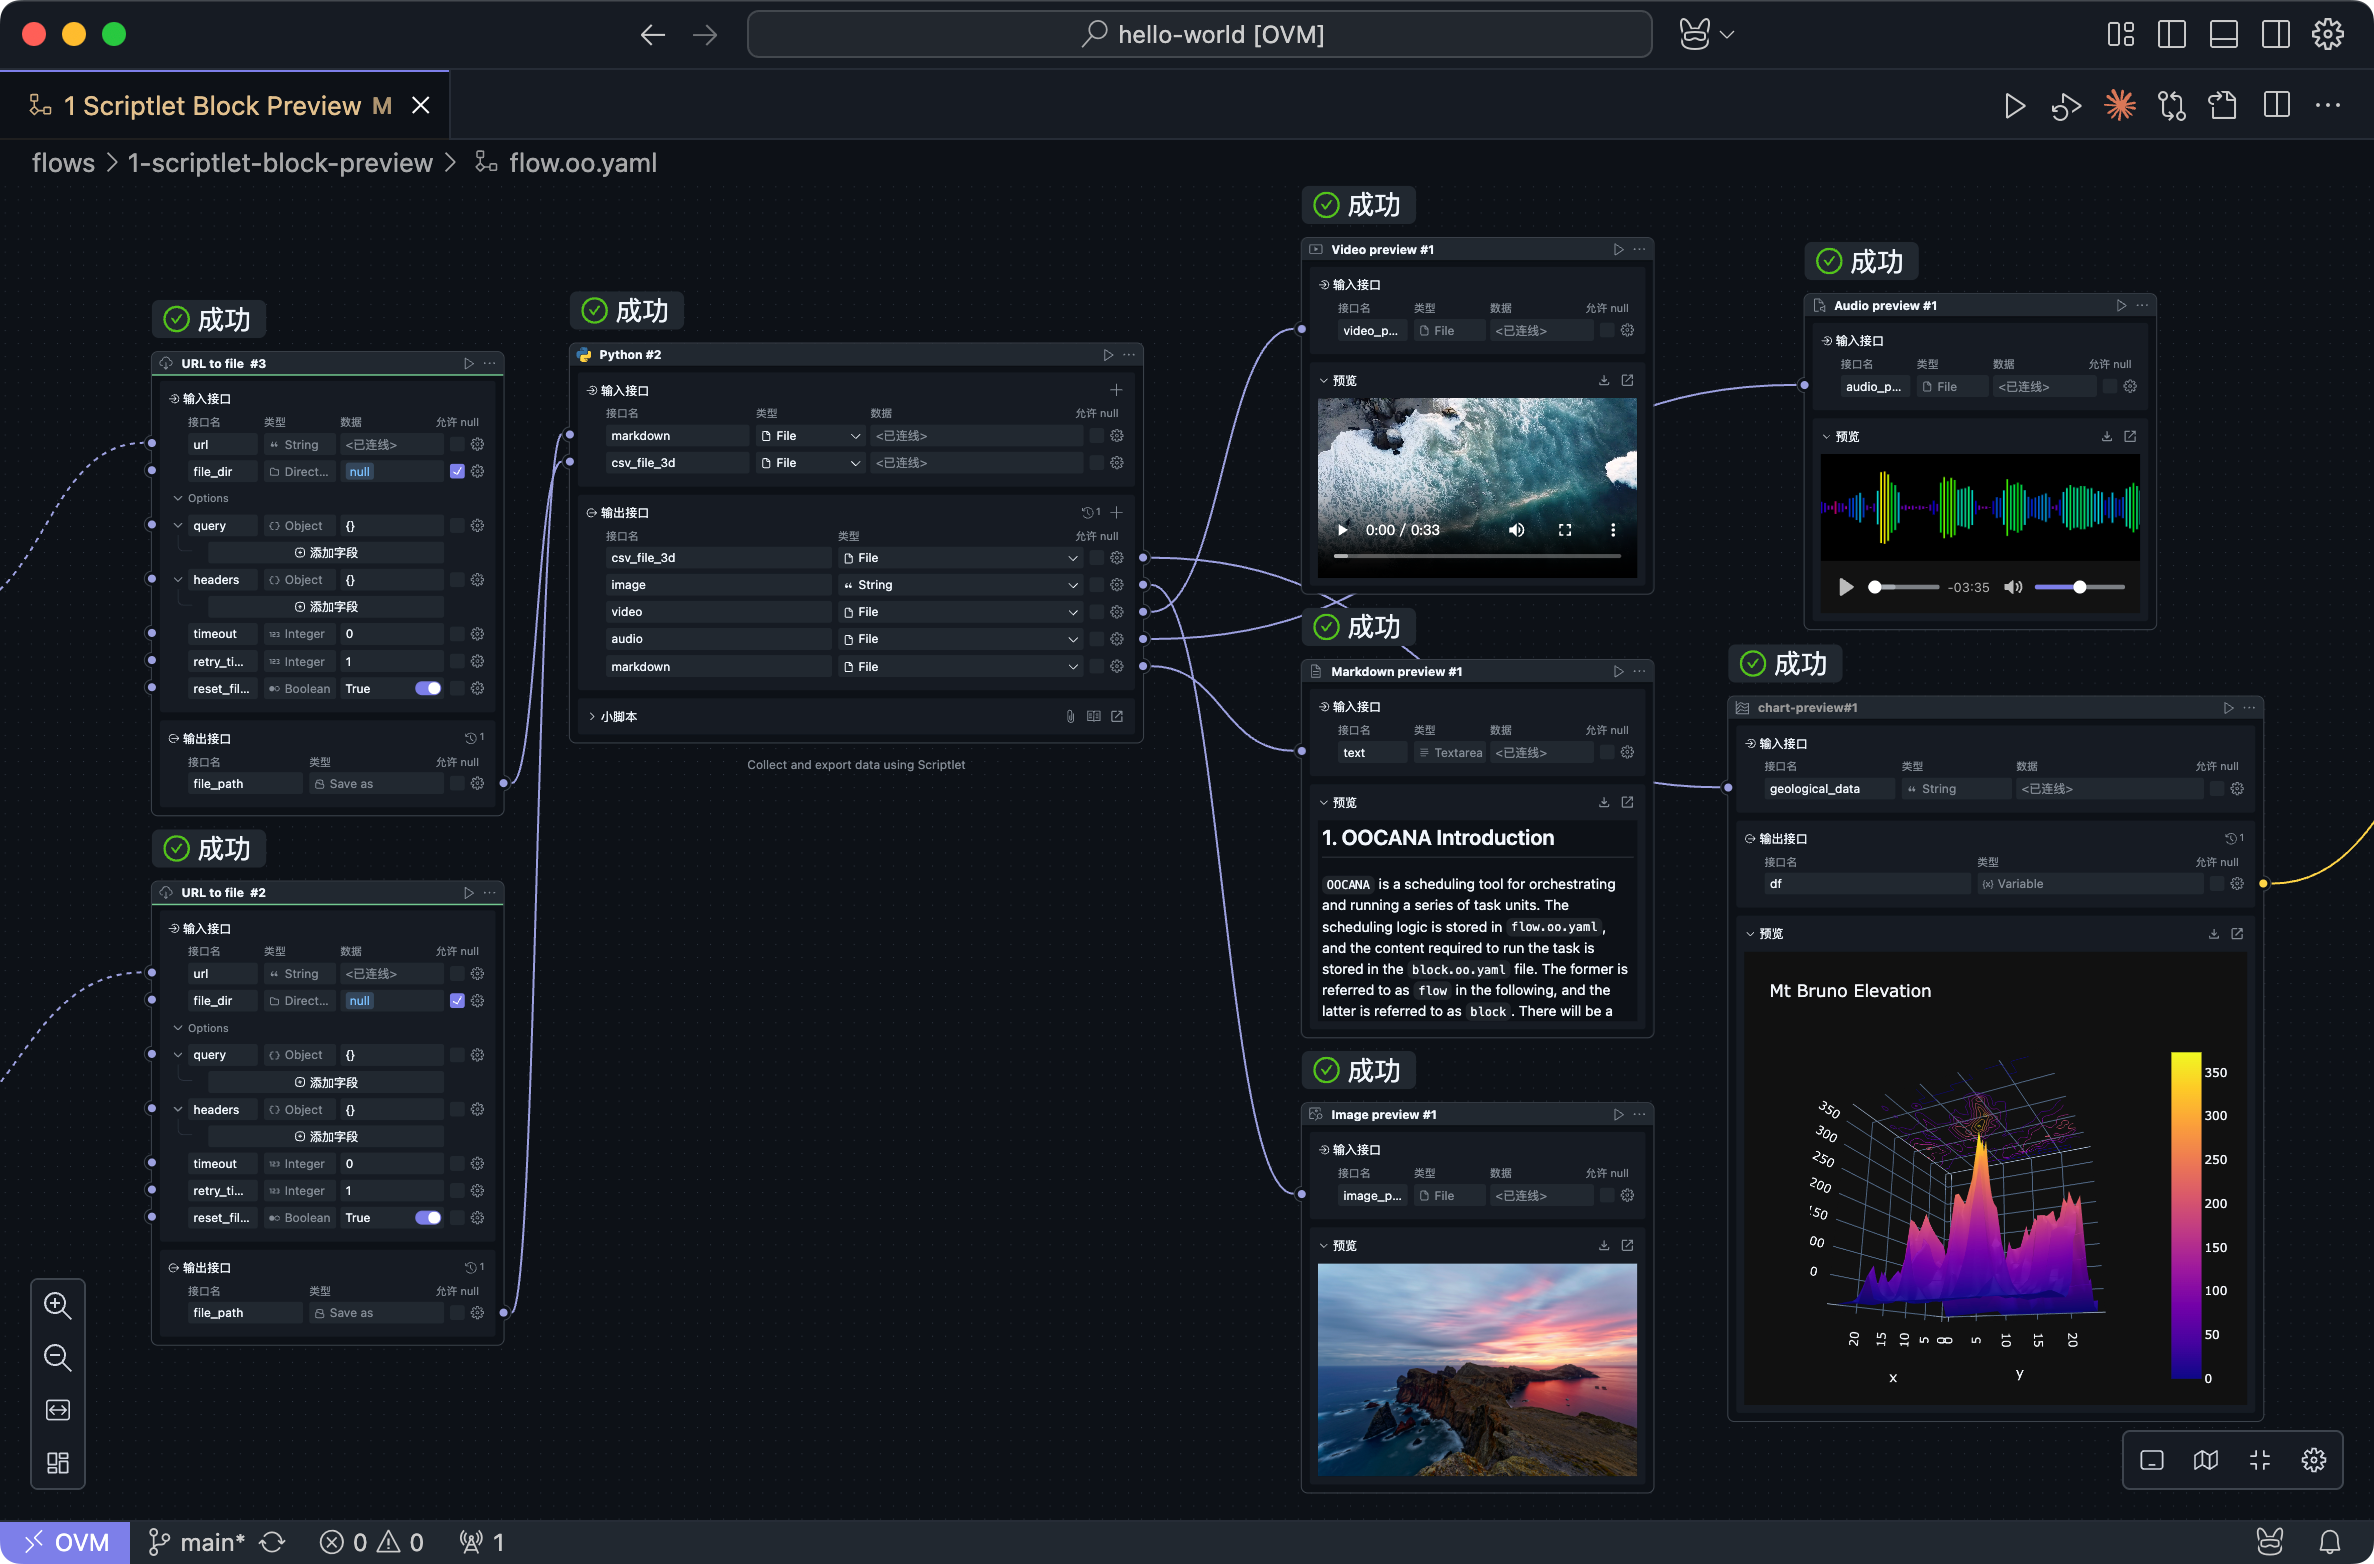 hello-world [OVM]
1 Scriptlet Block Preview M
flows > 1-scriptlet-block-preview > flow.oo.yaml
成功
URL to file #3
输入接口
接口名 类型 数据 允许 null
url String <已连线>
file_dir Direct... null
Options
query Object {}
添加字段
headers Object {}
添加字段
timeout Integer 0
retry_ti... Integer 1
reset_fil... Boolean True
输出接口 1
接口名 类型 允许 null
file_path Save as
成功
URL to file #2
输入接口
接口名 类型 数据 允许 null
url String <已连线>
file_dir Direct... null
Options
query Object {}
添加字段
headers Object {}
添加字段
timeout Integer 0
retry_ti... Integer 1
reset_fil... Boolean True
输出接口 1
接口名 类型 允许 null
file_path Save as
成功
Python #2
输入接口
接口名 类型 数据 允许 null
markdown File <已连线>
csv_file_3d File <已连线>
输出接口 1
接口名 类型 允许 null
csv_file_3d File
image String
video File
audio File
markdown File
小脚本
Collect and export data using Scriptlet
成功
Video preview #1
输入接口
接口名 类型 数据 允许 null
video_p... File <已连线>
预览
0:00 / 0:33
成功
Markdown preview #1
输入接口
接口名 类型 数据 允许 null
text Textarea <已连线>
预览
1. OOCANA Introduction
OOCANA is a scheduling tool for orchestrating
and running a series of task units. The
scheduling logic is stored in flow.oo.yaml,
and the content required to run the task is
stored in the block.oo.yaml file. The former is
referred to as flow in the following, and the
latter is referred to as block. There will be a
成功
Image preview #1
输入接口
接口名 类型 数据 允许 null
image_p... File <已连线>
预览
成功
Audio preview #1
输入接口
接口名 类型 数据 允许 null
audio_p... File <已连线>
预览
-03:35
成功
chart-preview#1
输入接口
接口名 类型 数据 允许 null
geological_data String <已连线>
输出接口 1
接口名 类型 允许 null
df Variable
预览
Mt Bruno Elevation
350
300
250
200
50
00
0
20 15 10 5 0 0 5 10 15 20
x y
350
300
250
200
150
100
50
0
OVM main* 0 0 1